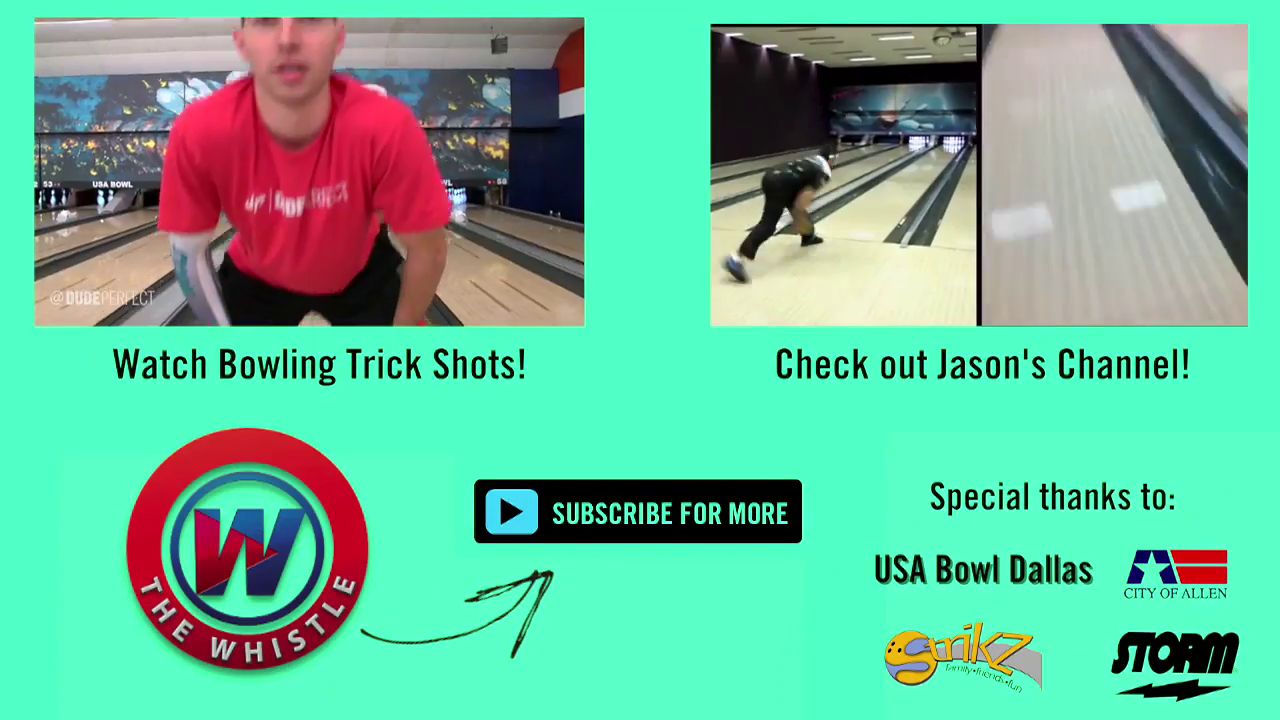 USA BOWL
@DUDEPERFECT
Watch Bowling Trick Shots!
Check out Jason's Channel!
W
THE WHISTLE
SUBSCRIBE FOR MORE
Special thanks to:
USA Bowl Dallas
CITY OF ALLEN
Strikz
family•friends•fun
STORM